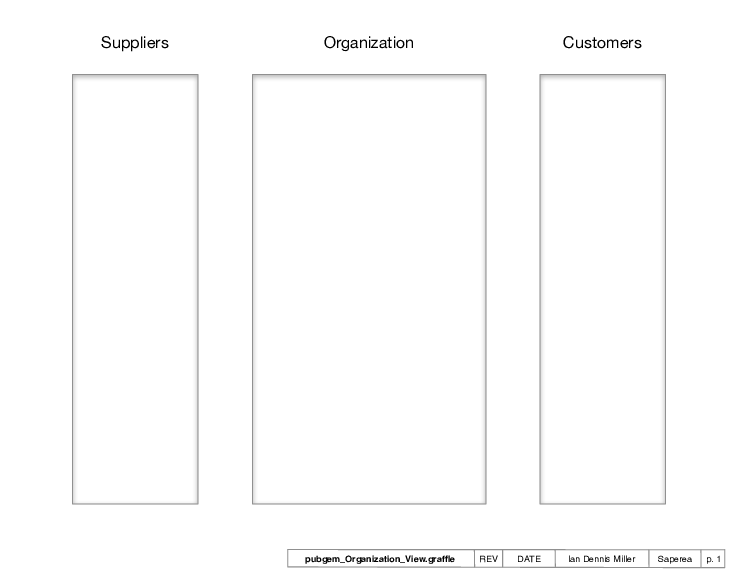 Suppliers Organization Customers
pubgem_Organization_View.graffle REV DATE Ian Dennis Miller Saperea p. 1